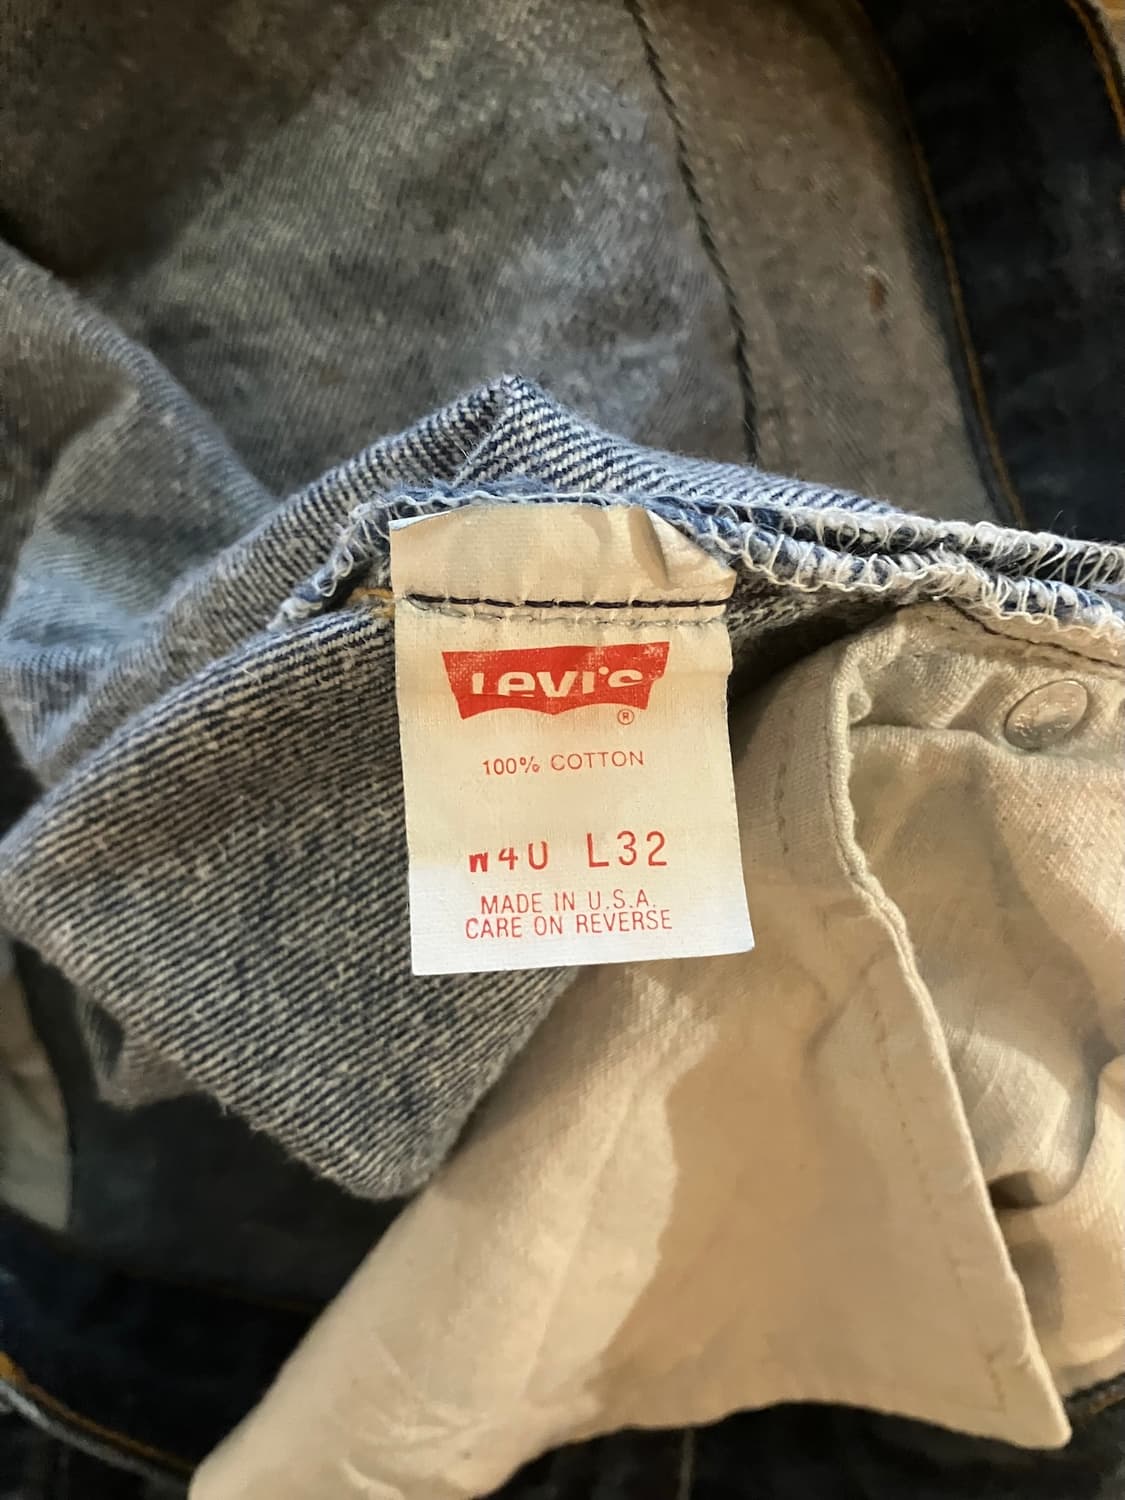 Levi's
®
100% COTTON
W40 L32
MADE IN U.S.A.
CARE ON REVERSE